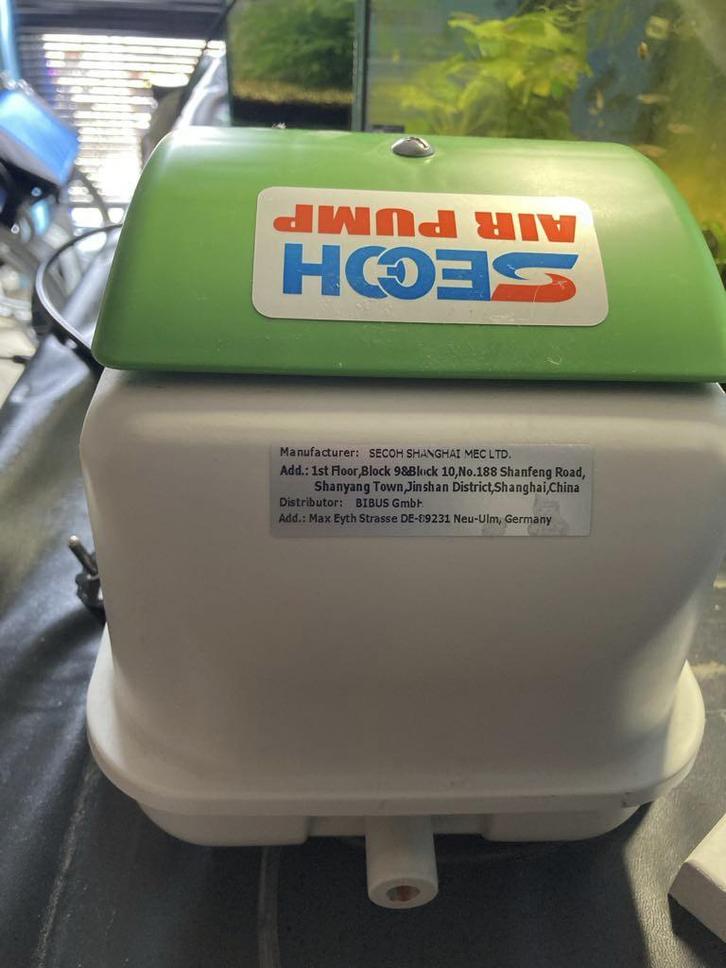 SECOH
AIR PUMP
Manufacturer: SECOH SHANGHAI MEC LTD.
Add.: 1st Floor,Block 9&Block 10,No.188 Shanfeng Road,
Shanyang Town,Jinshan District,Shanghai,China
Distributor: BIBUS GmbH
Add.: Max Eyth Strasse DE-89231 Neu-Ulm, Germany